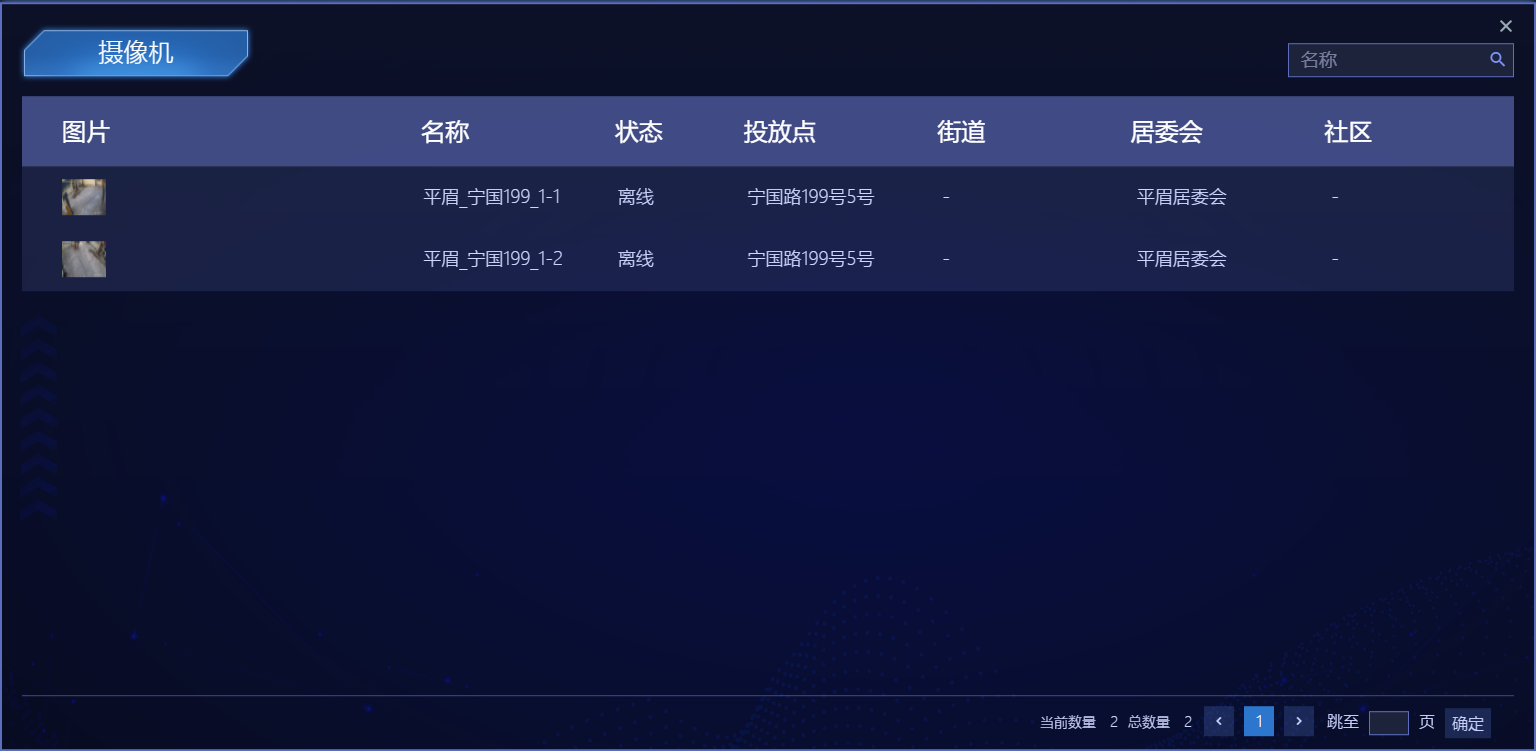 摄像机
名称
图片 名称 状态 投放点 街道 居委会 社区
平眉_宁国199_1-1 离线 宁国路199号5号 - 平眉居委会 -
平眉_宁国199_1-2 离线 宁国路199号5号 - 平眉居委会 -
当前数量 2 总数量 2 1 跳至 页 确定